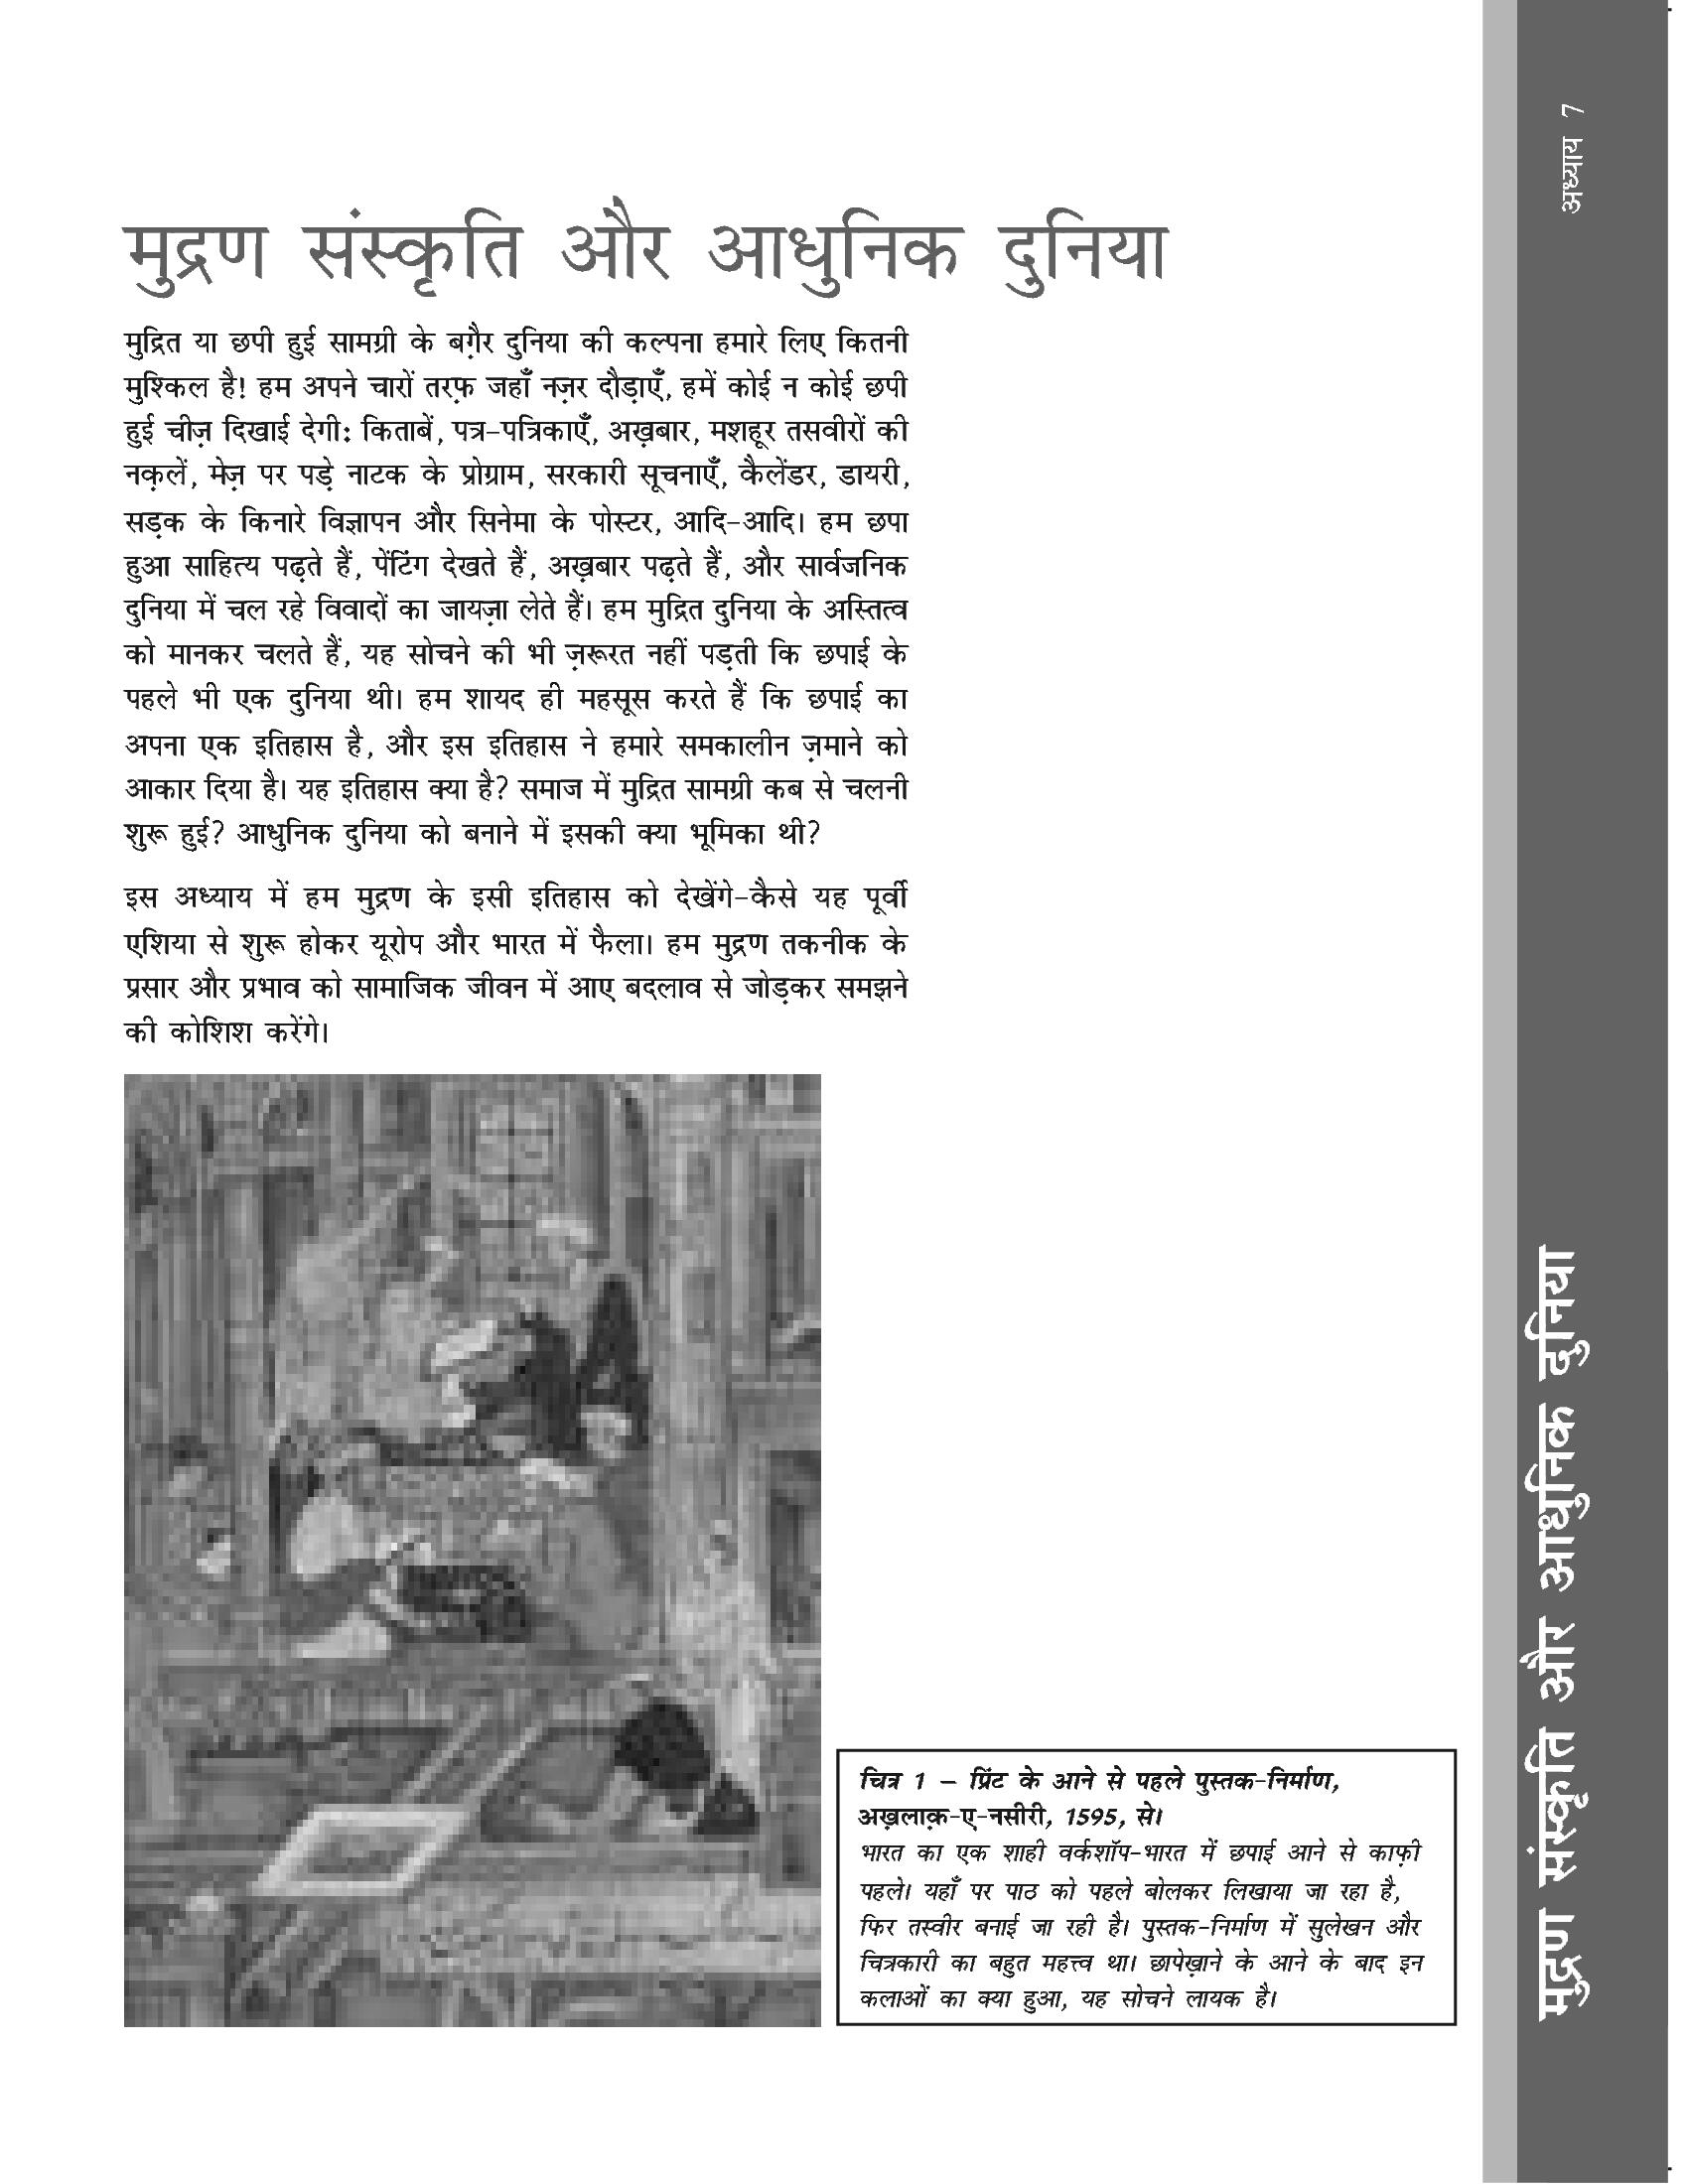 अध्याय 7
मुद्रण संस्कृति और आधुनिक दुनिया
मुद्रित या छपी हुई सामग्री के बग़ैर दुनिया की कल्पना हमारे लिए कितनी
मुश्किल है! हम अपने चारों तरफ़ जहाँ नज़र दौड़ाएँ, हमें कोई न कोई छपी
हुई चीज़ दिखाई देगी: किताबें, पत्र-पत्रिकाएँ, अख़बार, मशहूर तसवीरों की
नक़लें, मेज़ पर पड़े नाटक के प्रोग्राम, सरकारी सूचनाएँ, कैलेंडर, डायरी,
सड़क के किनारे विज्ञापन और सिनेमा के पोस्टर, आदि-आदि। हम छपा
हुआ साहित्य पढ़ते हैं, पेंटिंग देखते हैं, अख़बार पढ़ते हैं, और सार्वजनिक
दुनिया में चल रहे विवादों का जायज़ा लेते हैं। हम मुद्रित दुनिया के अस्तित्व
को मानकर चलते हैं, यह सोचने की भी ज़रूरत नहीं पड़ती कि छपाई के
पहले भी एक दुनिया थी। हम शायद ही महसूस करते हैं कि छपाई का
अपना एक इतिहास है, और इस इतिहास ने हमारे समकालीन ज़माने को
आकार दिया है। यह इतिहास क्या है? समाज में मुद्रित सामग्री कब से चलनी
शुरू हुई? आधुनिक दुनिया को बनाने में इसकी क्या भूमिका थी?
इस अध्याय में हम मुद्रण के इसी इतिहास को देखेंगे-कैसे यह पूर्वी
एशिया से शुरू होकर यूरोप और भारत में फैला। हम मुद्रण तकनीक के
प्रसार और प्रभाव को सामाजिक जीवन में आए बदलाव से जोड़कर समझने
की कोशिश करेंगे।
चित्र 1 – प्रिंट के आने से पहले पुस्तक-निर्माण,
अख़लाक़-ए-नसीरी, 1595, से।
भारत का एक शाही वर्कशॉप-भारत में छपाई आने से काफ़ी
पहले। यहाँ पर पाठ को पहले बोलकर लिखाया जा रहा है,
फिर तस्वीर बनाई जा रही है। पुस्तक-निर्माण में सुलेखन और
चित्रकारी का बहुत महत्त्व था। छापेख़ाने के आने के बाद इन
कलाओं का क्या हुआ, यह सोचने लायक है।
मुद्रण संस्कृति और आधुनिक दुनिया